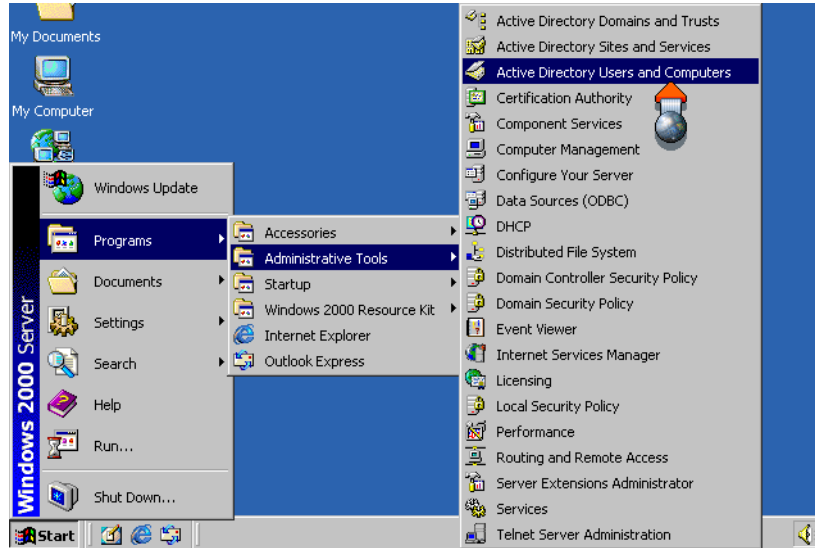 My Documents
My Computer
Windows Update
Programs
Documents
Settings
Search
Help
Run...
Shut Down...
Windows 2000 Server
Start
Accessories
Administrative Tools
Startup
Windows 2000 Resource Kit
Internet Explorer
Outlook Express
Active Directory Domains and Trusts
Active Directory Sites and Services
Active Directory Users and Computers
Certification Authority
Component Services
Computer Management
Configure Your Server
Data Sources (ODBC)
DHCP
Distributed File System
Domain Controller Security Policy
Domain Security Policy
Event Viewer
Internet Services Manager
Licensing
Local Security Policy
Performance
Routing and Remote Access
Server Extensions Administrator
Services
Telnet Server Administration